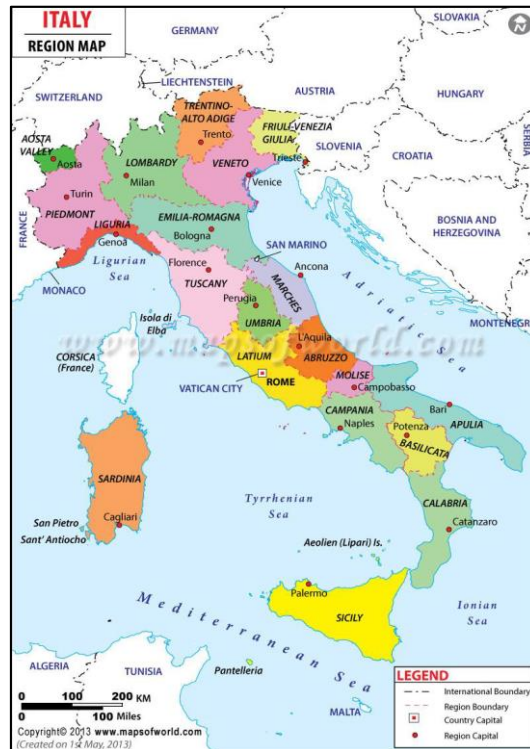 ITALY
REGION MAP
N
GERMANY
SLOVAKIA
LIECHTENSTEIN
AUSTRIA
SWITZERLAND
HUNGARY
TRENTINO-
ALTO ADIGE
Trento
FRIULI-VENEZIA
GIULIA
Trieste
SLOVENIA
CROATIA
SERBIA
AOSTA
VALLEY
Aosta
LOMBARDY
Milan
VENETO
Venice
Turin
PIEDMONT
FRANCE
LIGURIA
Genoa
EMILIA-ROMAGNA
Bologna
BOSNIA AND
HERZEGOVINA
SAN MARINO
Ligurian
Sea
Florence
TUSCANY
MARCHES
Ancona
Adriatic Sea
MONACO
Perugia
UMBRIA
Isola di
Elba
MONTENEGR
www.mapsofworld.com
CORSICA
(France)
LATIUM
L'Aquila
ABRUZZO
VATICAN CITY
ROME
MOLISE
Campobasso
CAMPANIA
Naples
Bari
APULIA
Potenza
BASILICATA
SARDINIA
Cagliari
San Pietro
Sant' Antiocho
Tyrrhenian
Sea
CALABRIA
Catanzaro
Aeolien (Lipari) Is.
Palermo
SICILY
Ionian
Sea
Mediterranean Sea
ALGERIA
TUNISIA
Pantelleria
MALTA
0 100 200 KM
0 100 Miles
Copyright© 2013 www.mapsofworld.com
(Created on 1st May, 2013)
LEGEND
International Boundary
Region Boundary
Country Capital
Region Capital